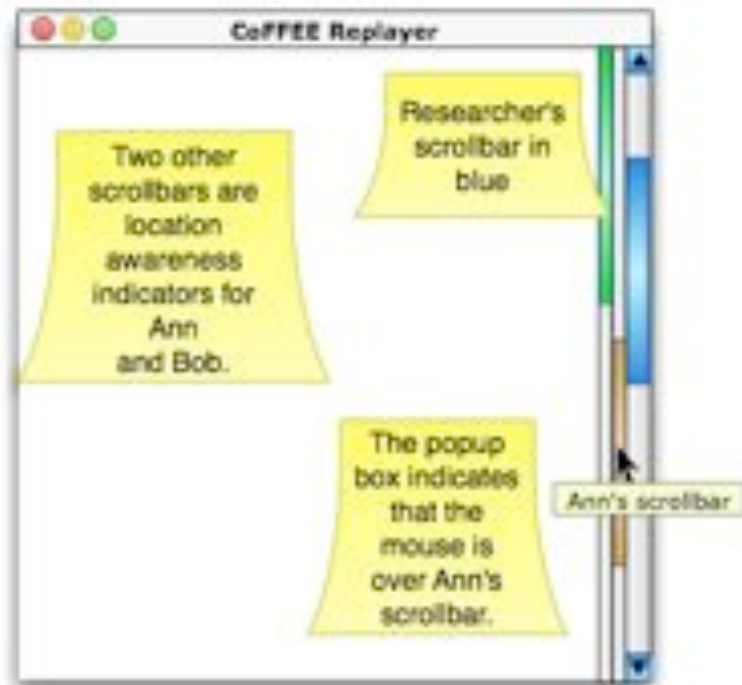 CoFFEE Replayer
Two other
scrollbars are
location
awareness
indicators for
Ann
and Bob.
Researcher's
scrollbar in
blue
The popup
box indicates
that the
mouse is
over Ann's
scrollbar.
Ann's scrollbar